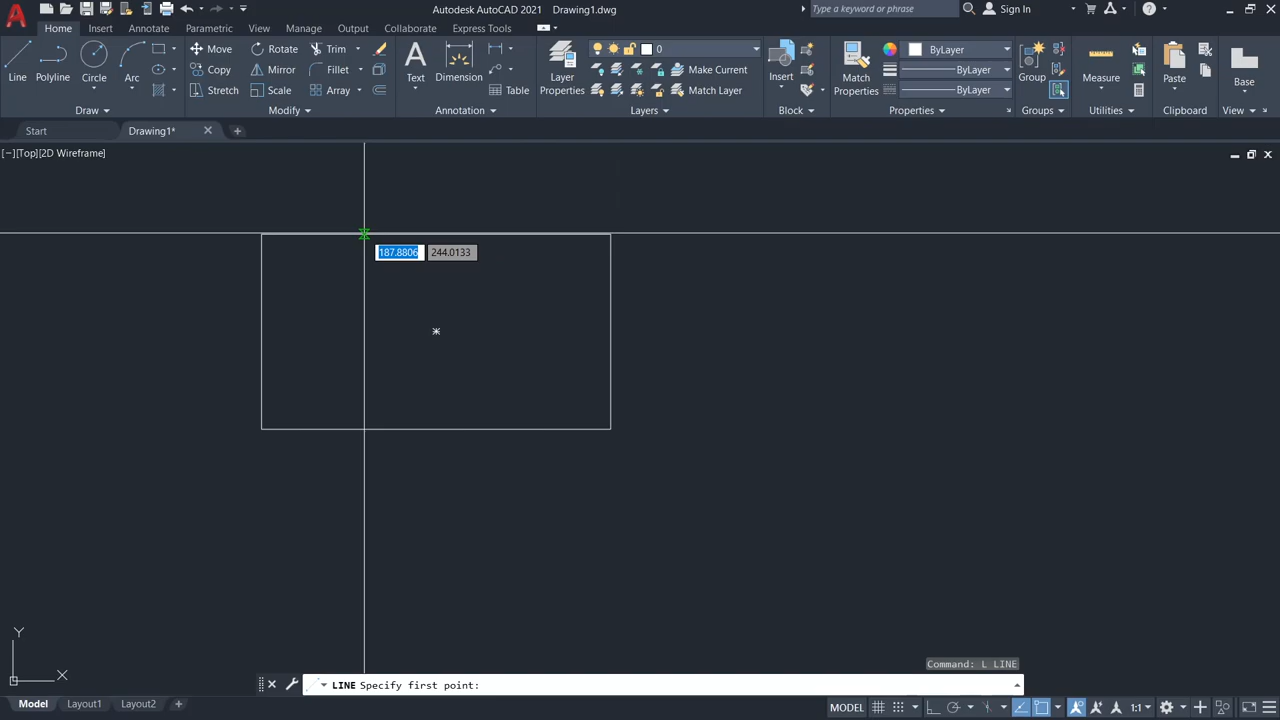 Autodesk AutoCAD 2021 Drawing1.dwg
Type a keyword or phrase
Sign In
Home Insert Annotate Parametric View Manage Output Collaborate Express Tools
Line Polyline Circle Arc
Move Rotate Trim
Copy Mirror Fillet
Stretch Scale Array
Text Dimension
Table
Layer
Properties
0
Make Current
Match Layer
Insert
Match
Properties
ByLayer
ByLayer
ByLayer
Group
Measure
Paste
Base
Draw Modify Annotation Layers Block Properties Groups Utilities Clipboard View
Start Drawing1*
[−][Top][2D Wireframe]
187.8806 244.0133
Y
X
Command: L LINE
LINE Specify first point:
Model Layout1 Layout2
MODEL
1:1